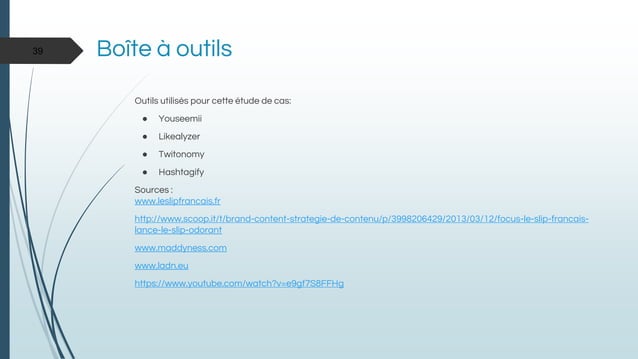 39
Boîte à outils
Outils utilisés pour cette étude de cas:
● Youseemii
● Likealyzer
● Twitonomy
● Hashtagify
Sources :
www.leslipfrancais.fr
http://www.scoop.it/t/brand-content-strategie-de-contenu/p/3998206429/2013/03/12/focus-le-slip-francais-
lance-le-slip-odorant
www.maddyness.com
www.ladn.eu
https://www.youtube.com/watch?v=e9gf7S8FFHg